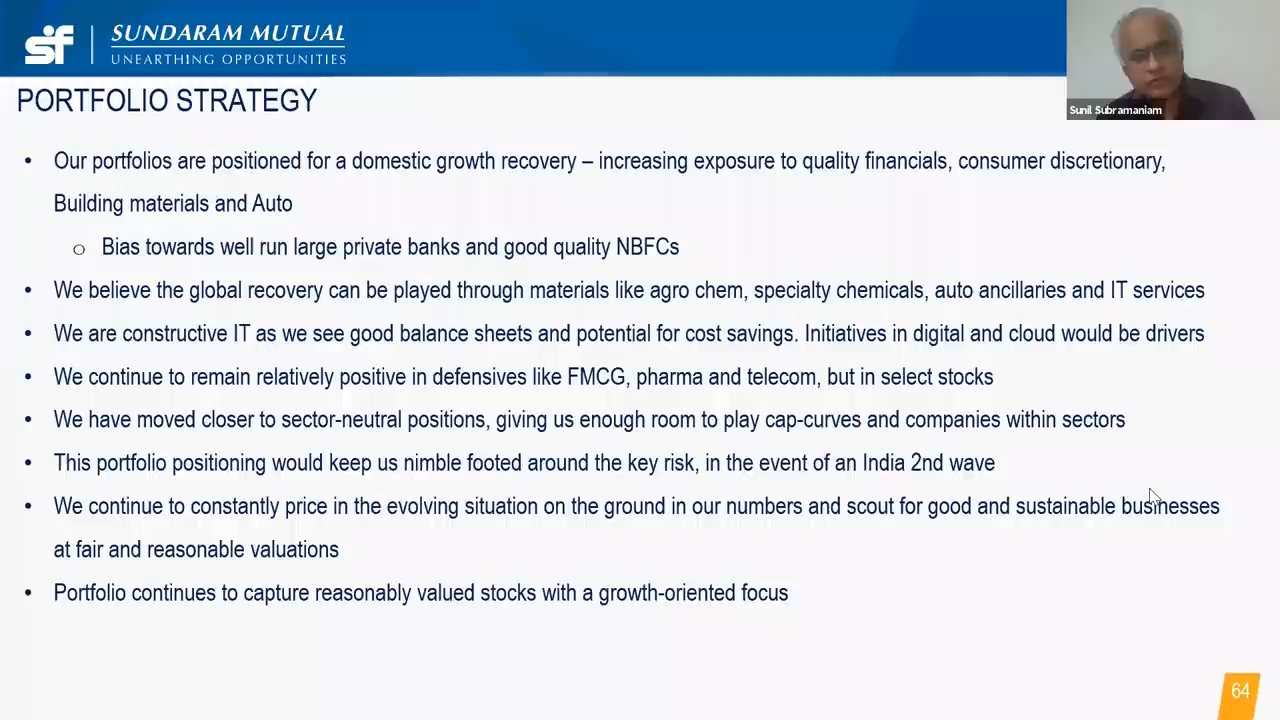 sf
SUNDARAM MUTUAL
UNEARTHING OPPORTUNITIES
Sunil Subramaniam
PORTFOLIO STRATEGY
• Our portfolios are positioned for a domestic growth recovery – increasing exposure to quality financials, consumer discretionary,
Building materials and Auto
o Bias towards well run large private banks and good quality NBFCs
• We believe the global recovery can be played through materials like agro chem, specialty chemicals, auto ancillaries and IT services
• We are constructive IT as we see good balance sheets and potential for cost savings. Initiatives in digital and cloud would be drivers
• We continue to remain relatively positive in defensives like FMCG, pharma and telecom, but in select stocks
• We have moved closer to sector-neutral positions, giving us enough room to play cap-curves and companies within sectors
• This portfolio positioning would keep us nimble footed around the key risk, in the event of an India 2nd wave
• We continue to constantly price in the evolving situation on the ground in our numbers and scout for good and sustainable businesses
at fair and reasonable valuations
• Portfolio continues to capture reasonably valued stocks with a growth-oriented focus
64